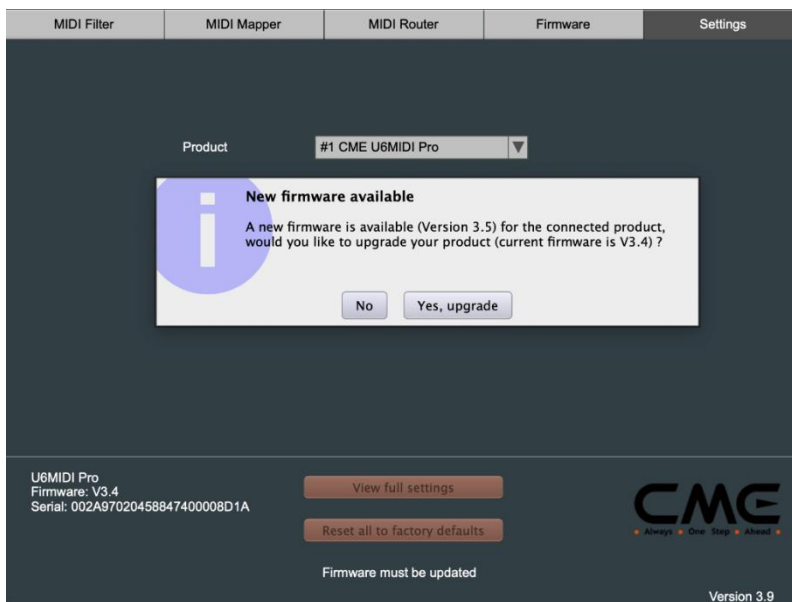 MIDI Filter
MIDI Mapper
MIDI Router
Firmware
Settings
Product
#1 CME U6MIDI Pro
New firmware available
A new firmware is available (Version 3.5) for the connected product,
would you like to upgrade your product (current firmware is V3.4) ?
No
Yes, upgrade
U6MIDI Pro
Firmware: V3.4
Serial: 002A97020458847400008D1A
View full settings
Reset all to factory defaults
CME
Always One Step Ahead
Firmware must be updated
Version 3.9